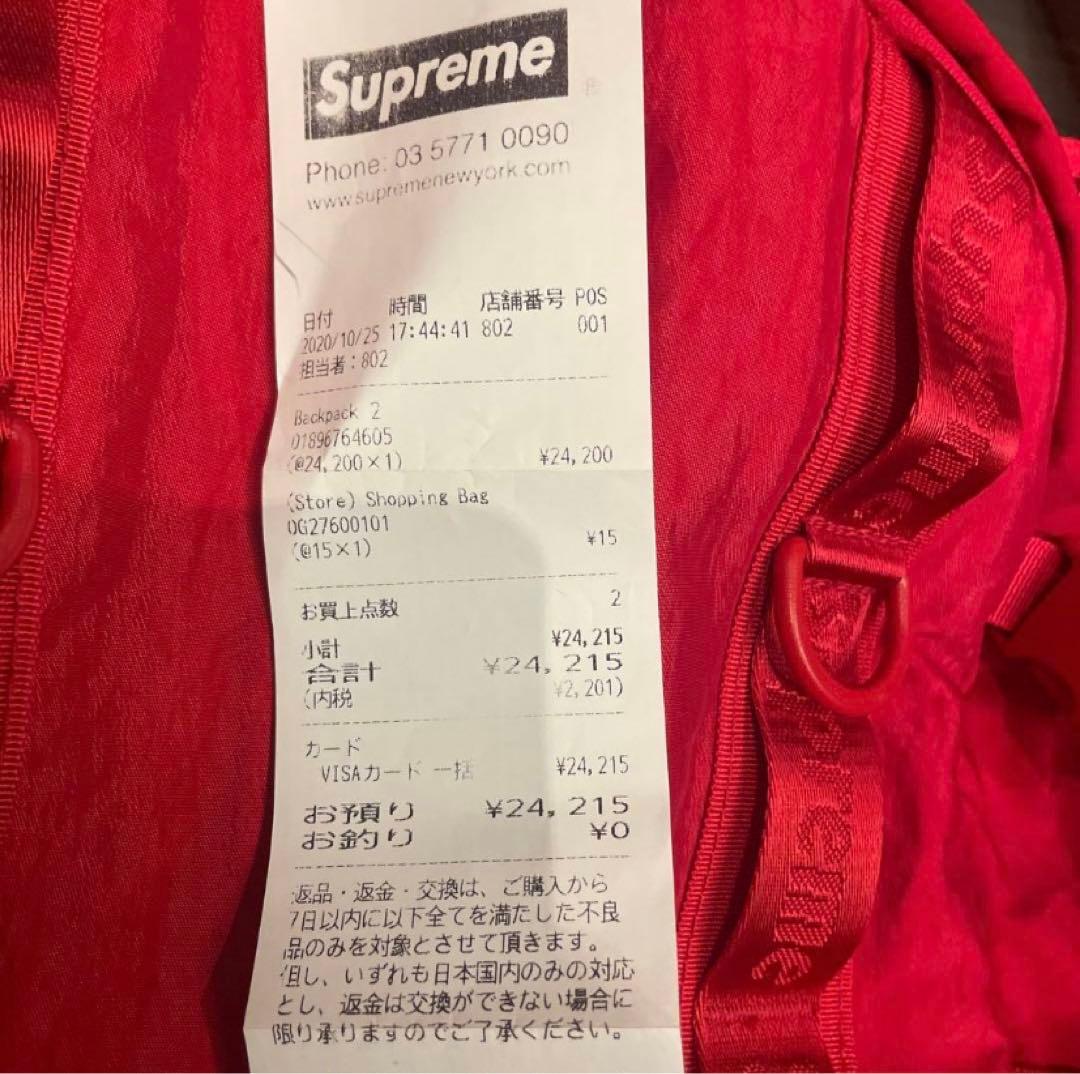 Supreme
Phone: 03 5771 0090
www.supremenewyork.com
日付 時間 店舗番号 POS
2020/10/25 17:44:41 802 001
担当者:802
Backpack 2
01896764605
(@24,200×1) ¥24,200
(Store) Shopping Bag
0G27600101
(@15×1) ¥15
お買上点数 2
小計 ¥24,215
合計 ¥24,215
(内税 ¥2,201)
カード
VISAカード 一括 ¥24,215
お預り ¥24,215
お釣り ¥0
返品・返金・交換は、ご購入から
7日以内に以下全てを満たした不良
品のみを対象とさせて頂きます。
但し、いずれも日本国内のみの対応
とし、返金は交換ができない場合に
限り承りますのでご了承ください。
Supreme
Supreme